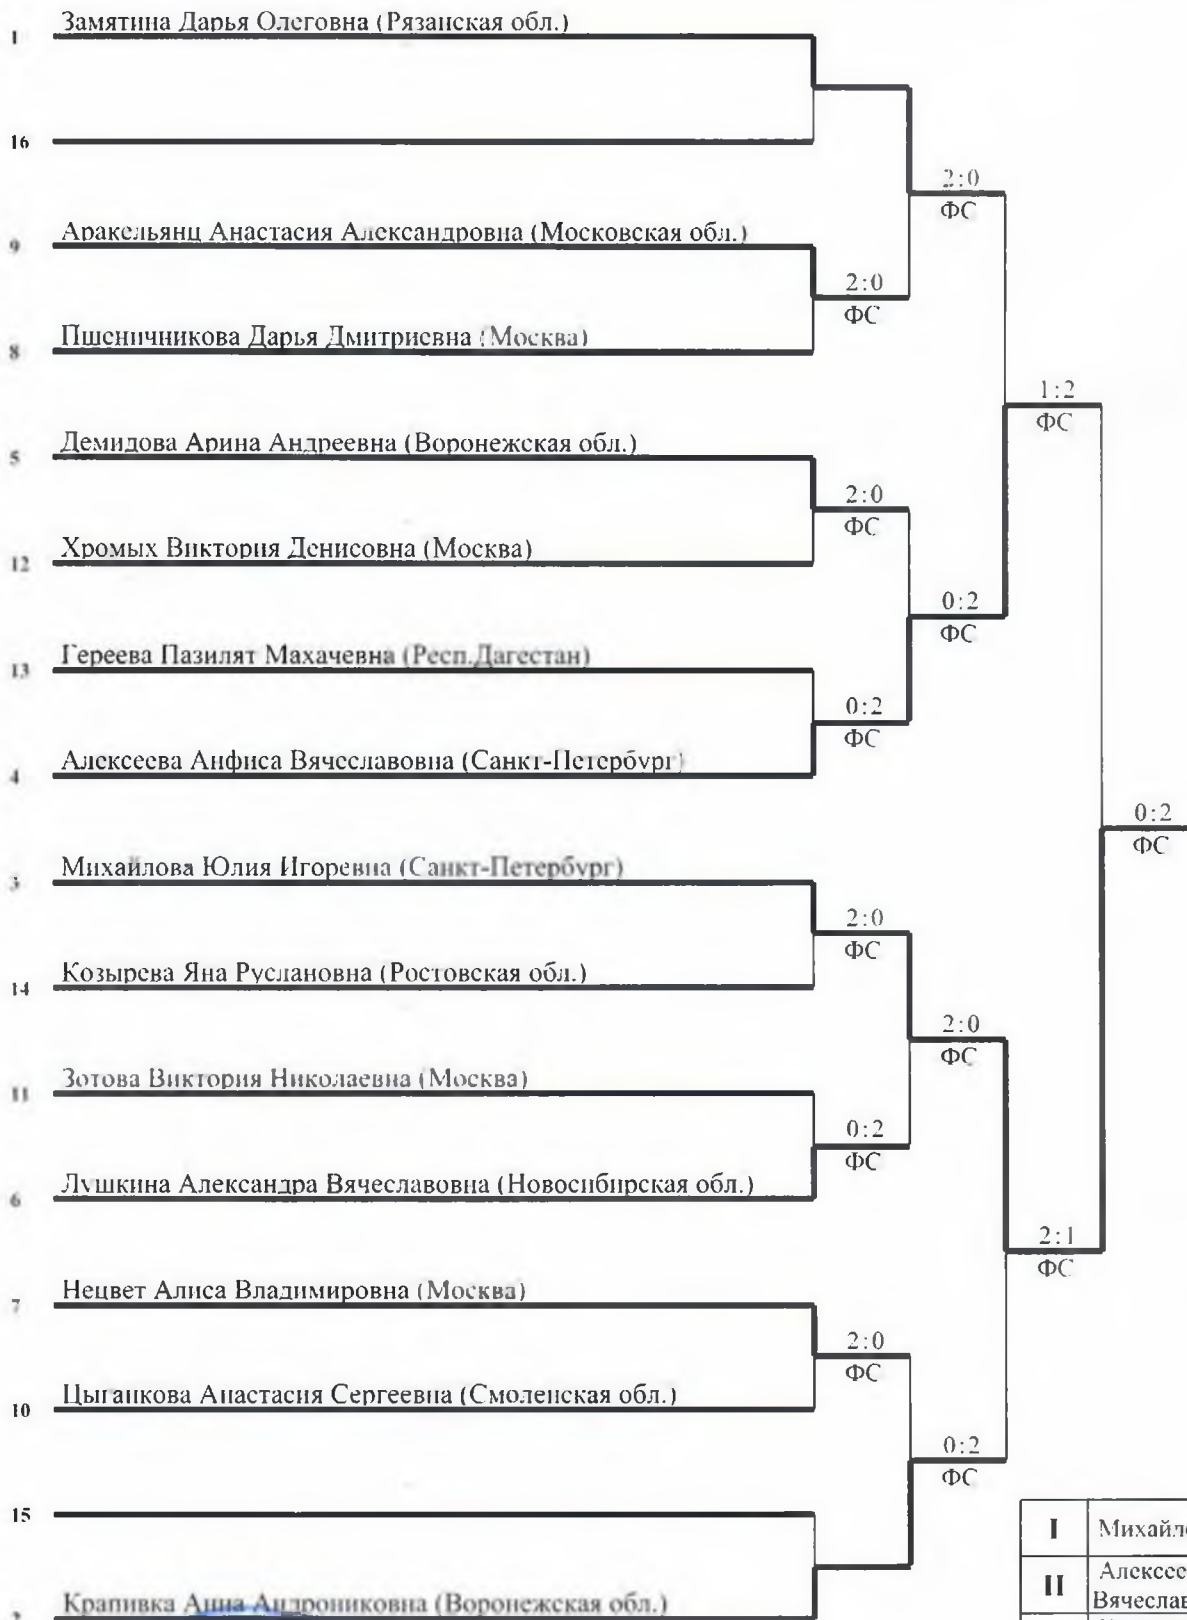 1 Замятина Дарья Олеговна (Рязанская обл.)
16
2:0
ФС
9 Аракельянц Анастасия Александровна (Московская обл.)
2:0
ФС
8 Пшеничникова Дарья Дмитриевна (Москва)
1:2
ФС
5 Демидова Арина Андреевна (Воронежская обл.)
2:0
ФС
12 Хромых Виктория Денисовна (Москва)
0:2
ФС
13 Гереева Пазилят Махачевна (Респ.Дагестан)
0:2
ФС
4 Алексеева Анфиса Вячеславовна (Санкт-Петербург)
0:2
ФС
3 Михайлова Юлия Игоревна (Санкт-Петербург)
2:0
ФС
14 Козырева Яна Руслановна (Ростовская обл.)
2:0
ФС
11 Зотова Виктория Николаевна (Москва)
0:2
ФС
6 Лушкина Александра Вячеславовна (Новосибирская обл.)
2:1
ФС
7 Нецвет Алиса Владимировна (Москва)
2:0
ФС
10 Цыганкова Анастасия Сергеевна (Смоленская обл.)
0:2
ФС
15
I Михайл
II Алексее
Вячеслав
2 Крапивка Анна Андрониковна (Воронежская обл.)